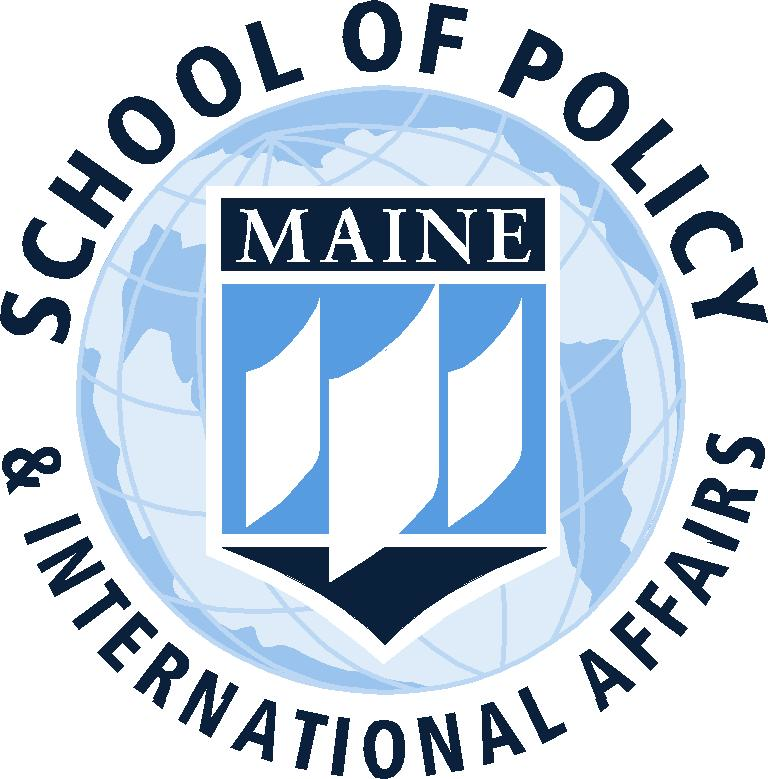 SCHOOL OF POLICY
& INTERNATIONAL AFFAIRS
MAINE